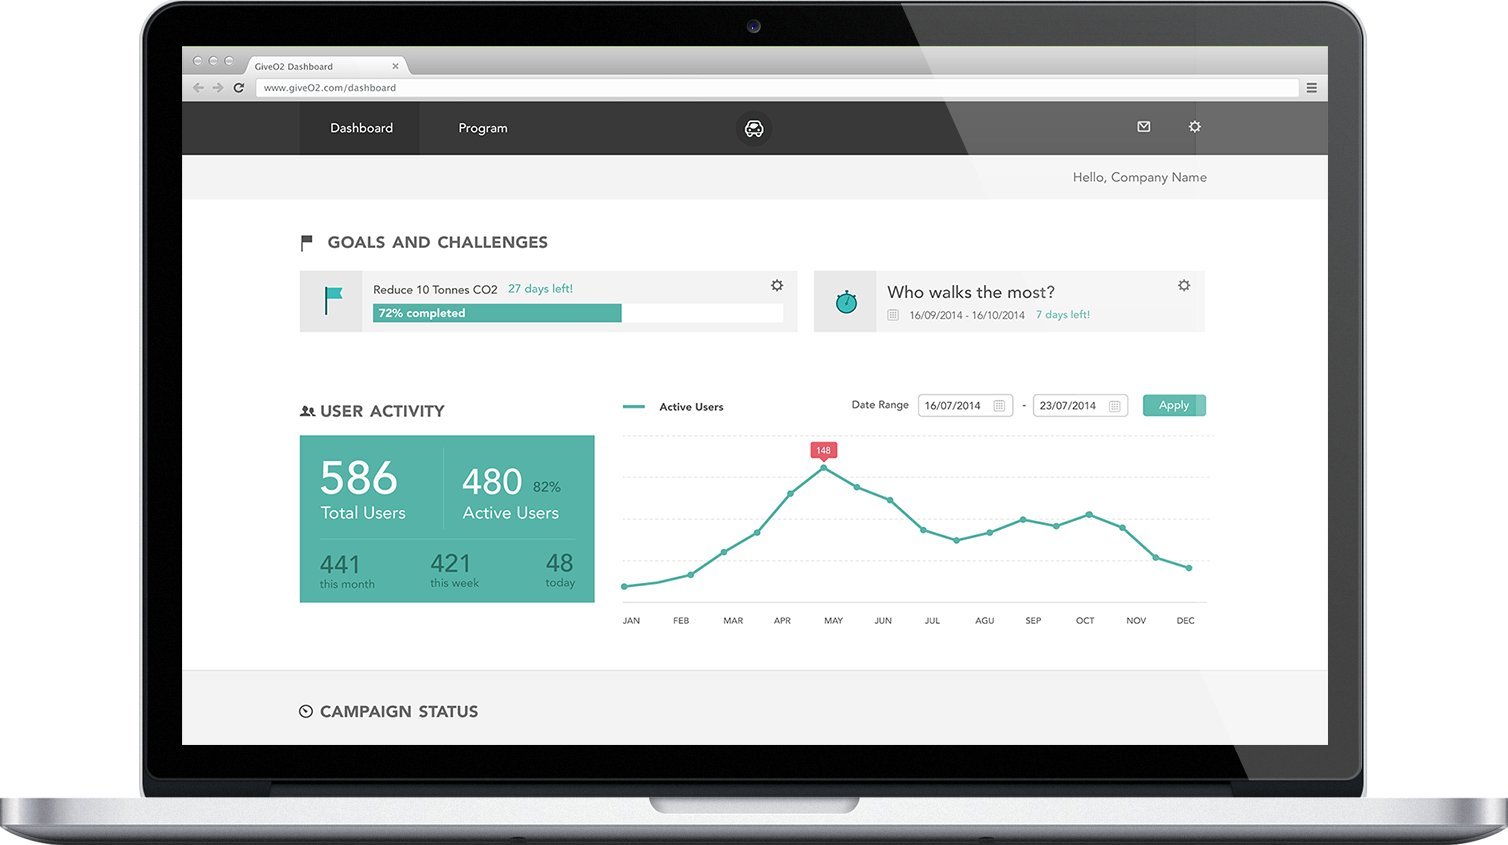 GiveO2 Dashboard
www.giveO2.com/dashboard
Dashboard
Program
Hello, Company Name
GOALS AND CHALLENGES
Reduce 10 Tonnes CO2 27 days left!
72% completed
Who walks the most?
16/09/2014 - 16/10/2014 7 days left!
USER ACTIVITY
586
Total Users
480 82%
Active Users
441
this month
421
this week
48
today
Active Users
Date Range 16/07/2014 - 23/07/2014 Apply
148
JAN FEB MAR APR MAY JUN JUL AGU SEP OCT NOV DEC
CAMPAIGN STATUS